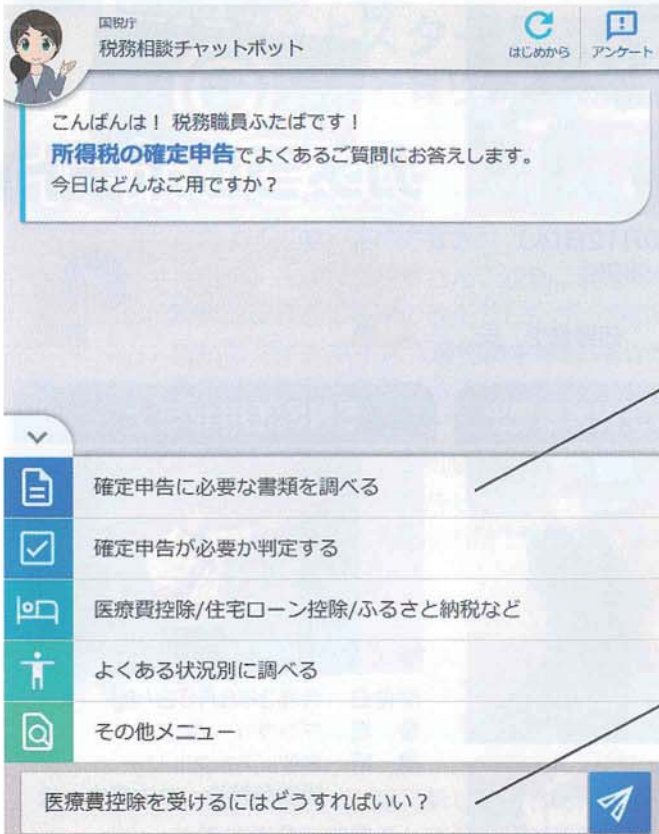 国税庁
税務相談チャットボット
はじめから
アンケート
こんばんは！ 税務職員ふたばです！
所得税の確定申告でよくあるご質問にお答えします。
今日はどんなご用ですか？
確定申告に必要な書類を調べる
確定申告が必要か判定する
医療費控除/住宅ローン控除/ふるさと納税など
よくある状況別に調べる
その他メニュー
医療費控除を受けるにはどうすればいい？